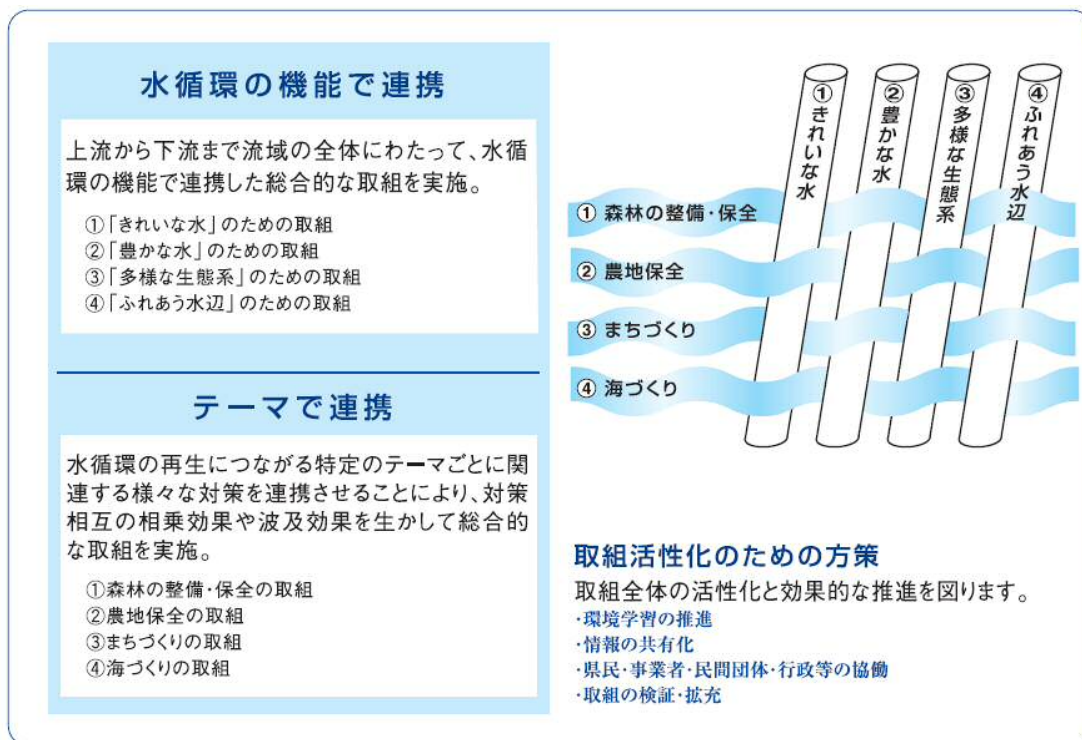 水循環の機能で連携
上流から下流まで流域の全体にわたって、水循
環の機能で連携した総合的な取組を実施。
①「きれいな水」のための取組
②「豊かな水」のための取組
③「多様な生態系」のための取組
④「ふれあう水辺」のための取組
テーマで連携
水循環の再生につながる特定のテーマごとに関
連する様々な対策を連携させることにより、対策
相互の相乗効果や波及効果を生かして総合的
な取組を実施。
①森林の整備・保全の取組
②農地保全の取組
③まちづくりの取組
④海づくりの取組
①きれいな水
②豊かな水
③多様な生態系
④ふれあう水辺
①森林の整備・保全
②農地保全
③まちづくり
④海づくり
取組活性化のための方策
取組全体の活性化と効果的な推進を図ります。
・環境学習の推進
・情報の共有化
・県民・事業者・民間団体・行政等の協働
・取組の検証・拡充